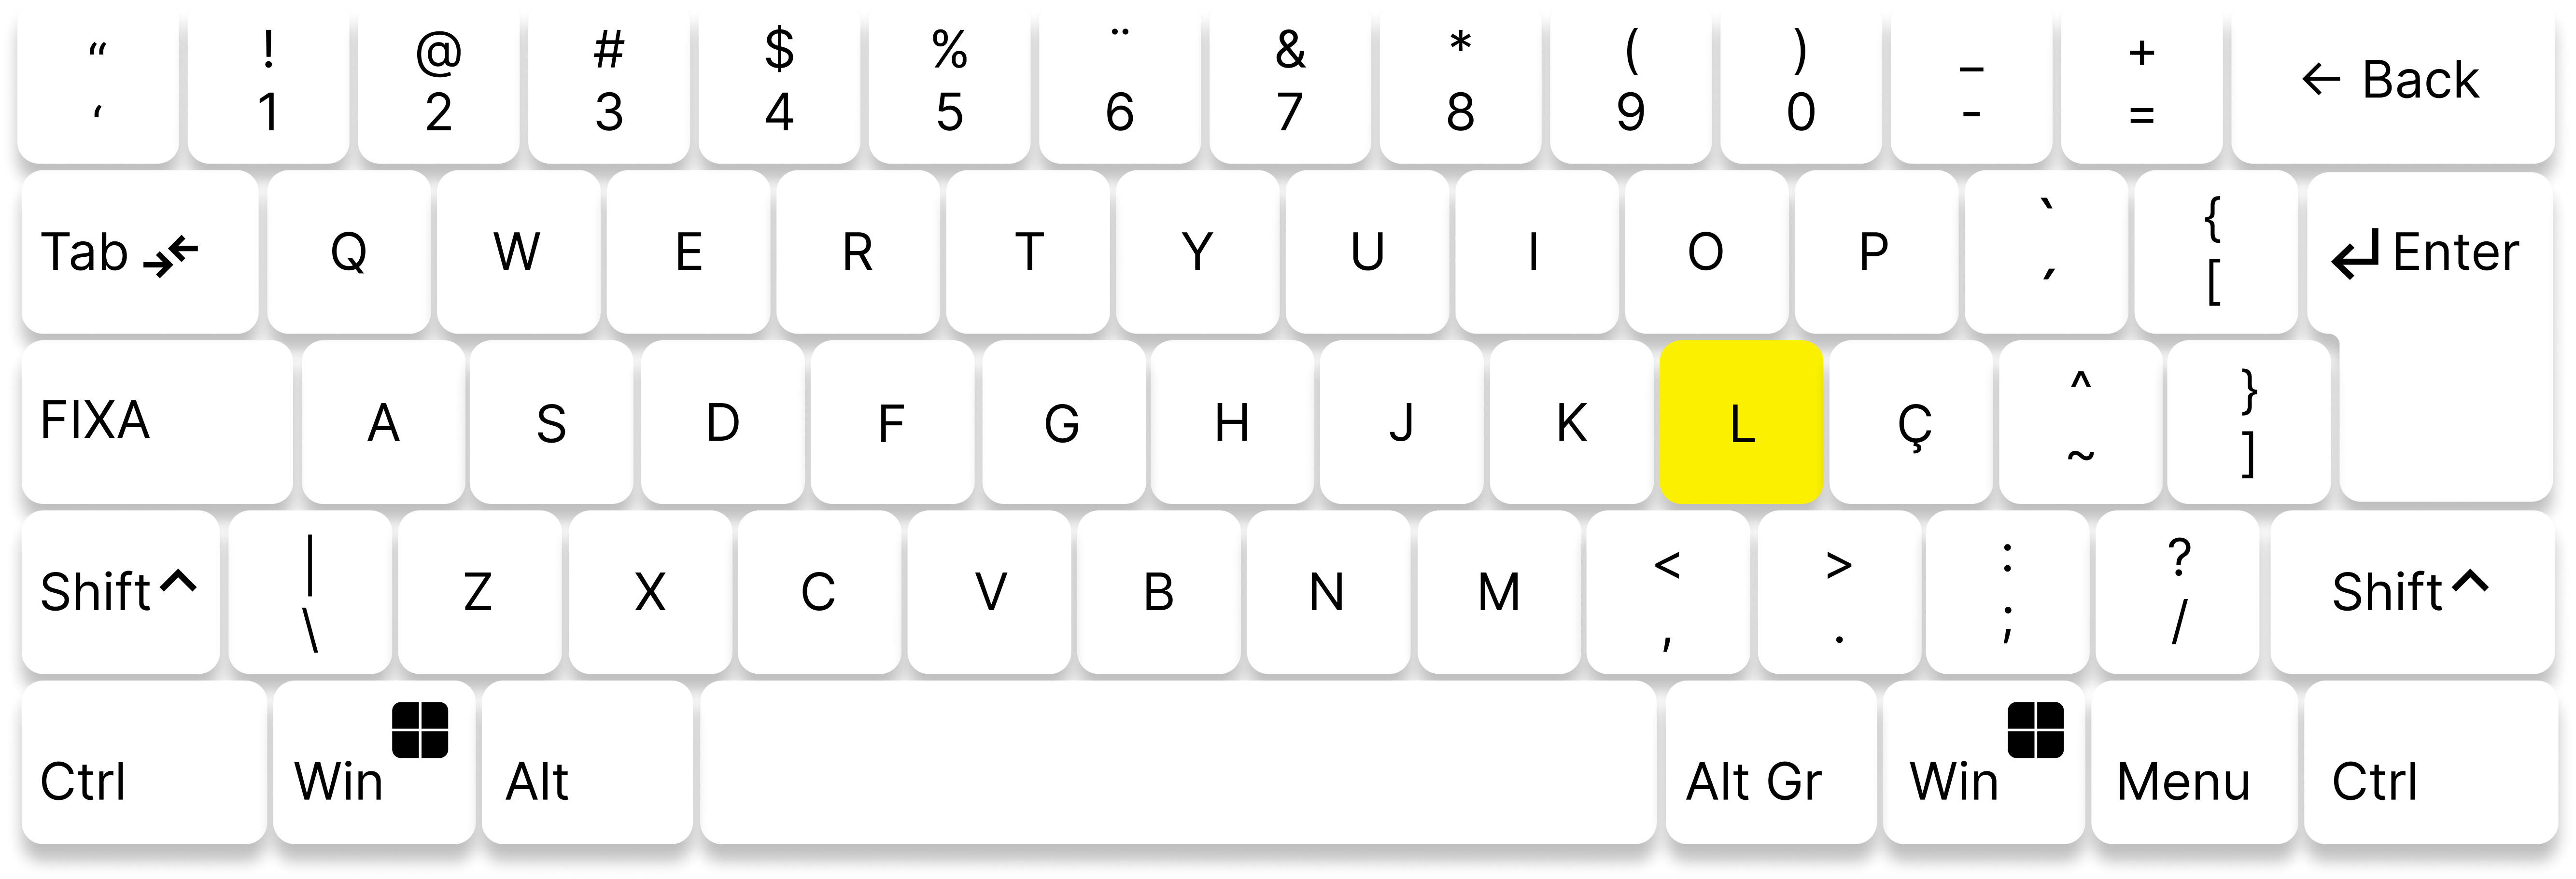 “ ! @ # $ % ¨ & * ( ) _ +
‘ 1 2 3 4 5 6 7 8 9 0 - = ← Back
Tab Q W E R T Y U I O P ` ´ { [ ↵ Enter
FIXA A S D F G H J K L Ç ^ ~ } ]
Shift ^ | \ Z X C V B N M < , > . : ; ? / Shift ^
Ctrl Win Alt Alt Gr Win Menu Ctrl